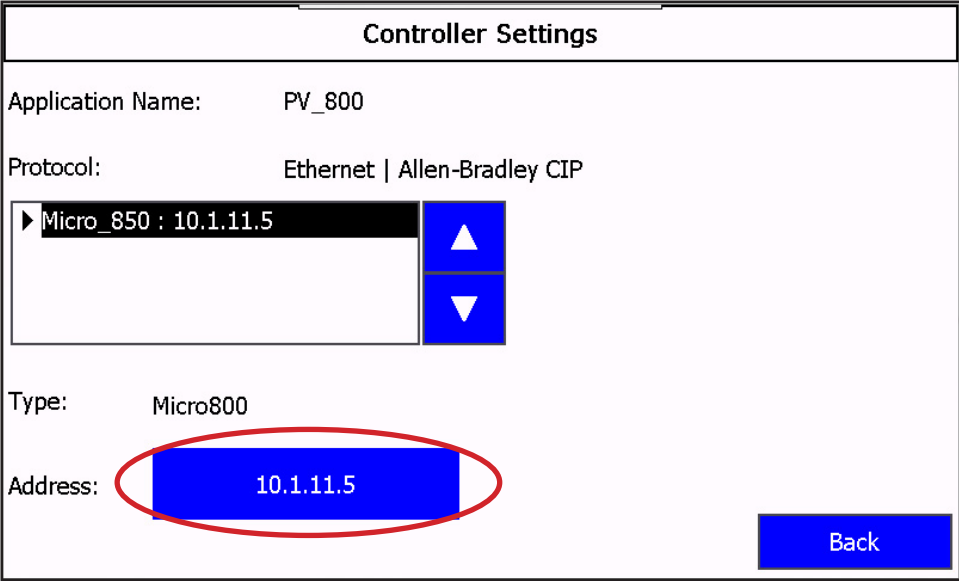 Controller Settings
Application Name: PV_800
Protocol: Ethernet | Allen-Bradley CIP
Micro_850 : 10.1.11.5
Type: Micro800
Address: 10.1.11.5
Back